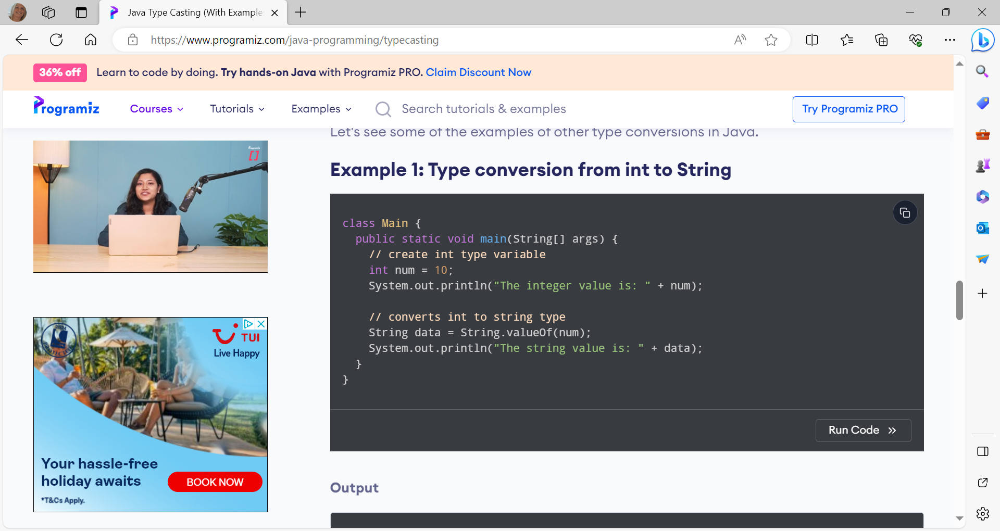 Java Type Casting (With Example
https://www.programiz.com/java-programming/typecasting
36% off Learn to code by doing. Try hands-on Java with Programiz PRO. Claim Discount Now
Programiz Courses Tutorials Examples Search tutorials & examples Try Programiz PRO
Let's see some of the examples of other type conversions in Java.
Example 1: Type conversion from int to String
class Main {
public static void main(String[] args) {
// create int type variable
int num = 10;
System.out.println("The integer value is: " + num);
// converts int to string type
String data = String.valueOf(num);
System.out.println("The string value is: " + data);
}
}
Run Code
Output
Programiz
TUI
Live Happy
Your hassle-free
holiday awaits
BOOK NOW
*T&Cs Apply.